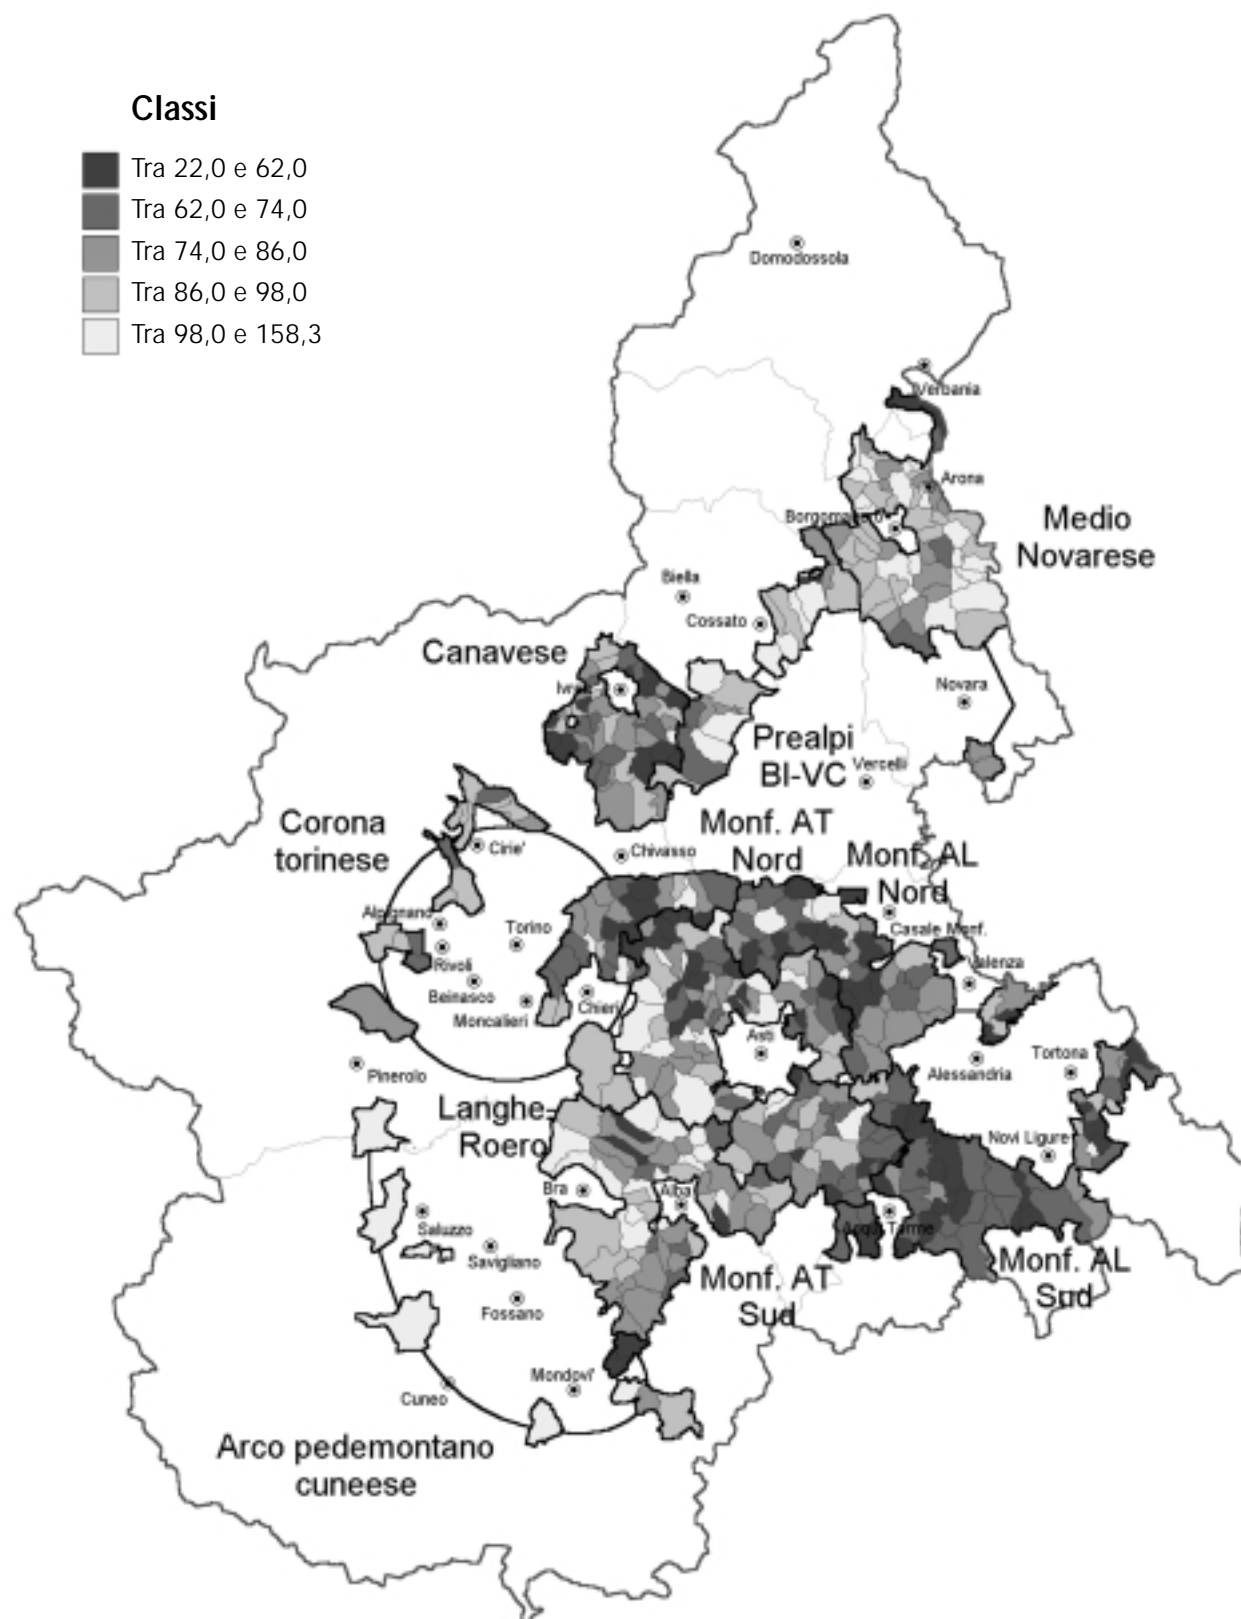 Classi
Tra 22,0 e 62,0
Tra 62,0 e 74,0
Tra 74,0 e 86,0
Tra 86,0 e 98,0
Tra 98,0 e 158,3
Domodossola
Verbania
Arona
Medio
Novarese
Biella
Cossato
Canavese
Novara
Prealpi
BI-VC
Vercelli
Corona
torinese
Cirie'
Chivasso
Monf. AT
Nord
Monf. AL
Nord
Casale Monf.
Alpignano
Torino
Rivoli
Beinasco
Moncalieri
Chieri
Valenza
Asti
Alessandria
Tortona
Pinerolo
Langhe-
Roero
Novi Ligure
Bra
Alba
Saluzzo
Savigliano
Acqui Terme
Monf. AT
Sud
Monf. AL
Sud
Fossano
Mondovi'
Cuneo
Arco pedemontano
cuneese